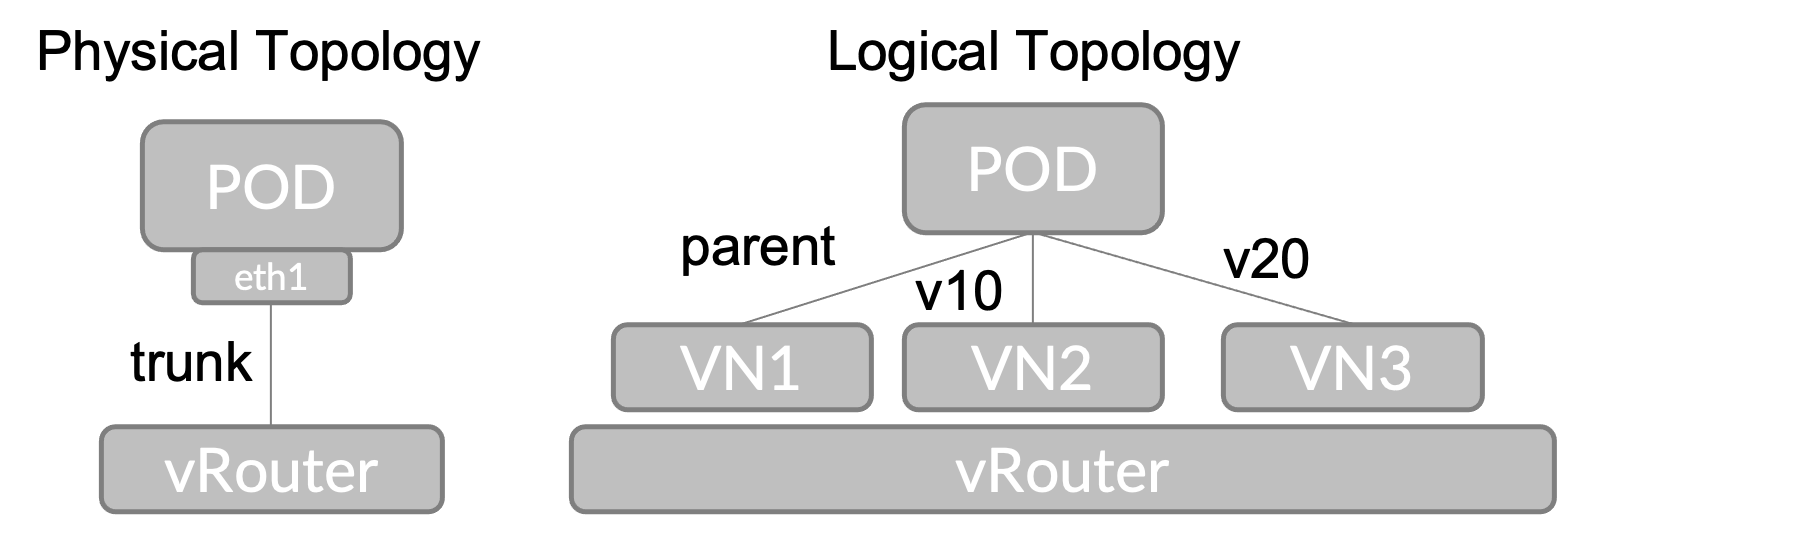 Physical Topology
POD
eth1
trunk
vRouter
Logical Topology
POD
parent
v10
v20
VN1
VN2
VN3
vRouter